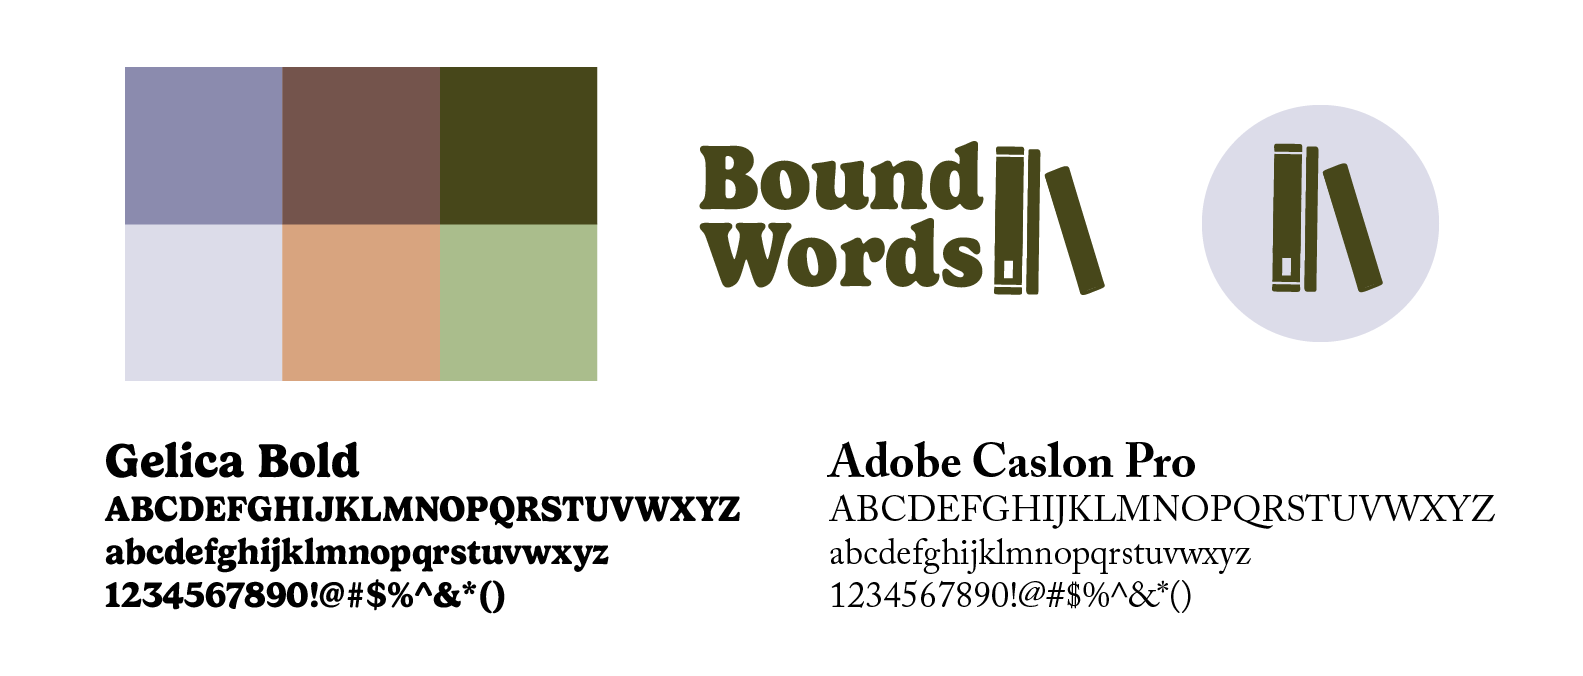 Bound
Words
Gelica Bold
ABCDEFGHIJKLMNOPQRSTUVWXYZ
abcdefghijklmnopqrstuvwxyz
1234567890!@#$%^&*()
Adobe Caslon Pro
ABCDEFGHIJKLMNOPQRSTUVWXYZ
abcdefghijklmnopqrstuvwxyz
1234567890!@#$%^&*()